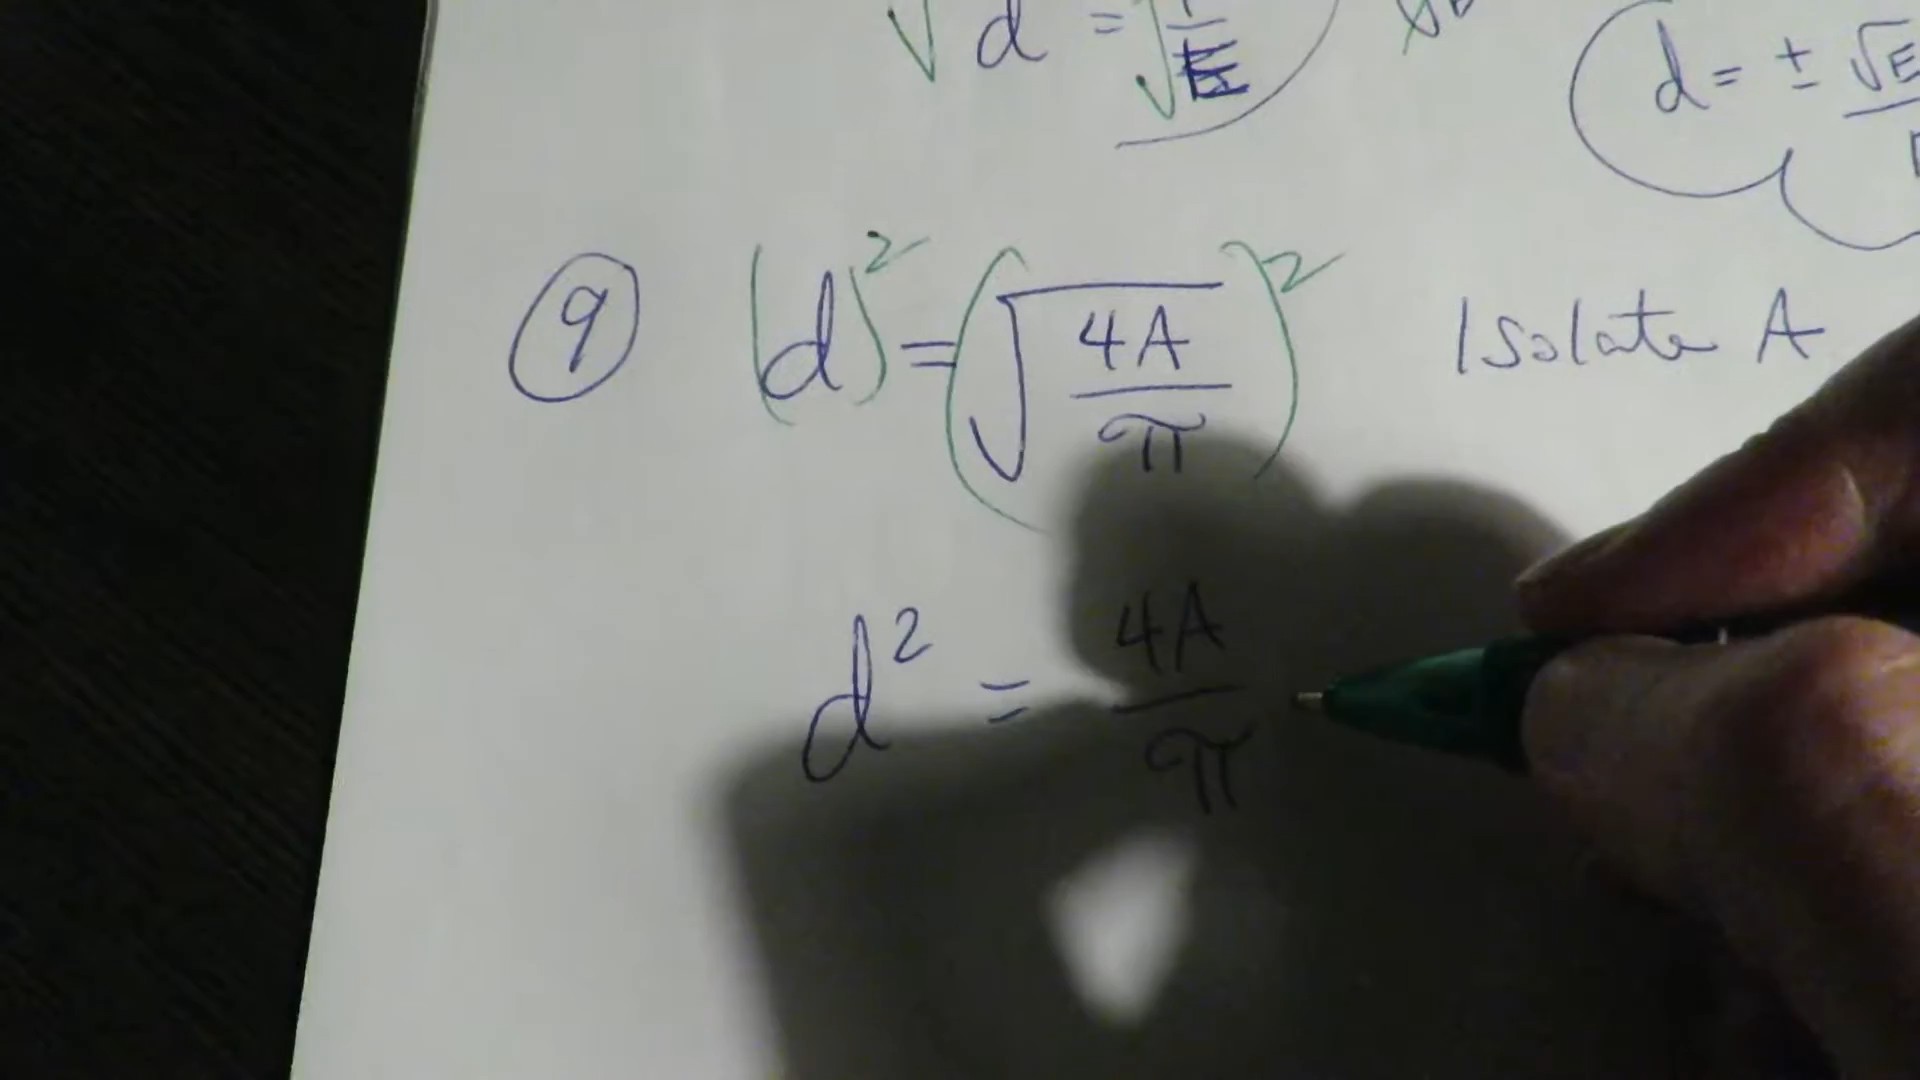 √d = √
d = ± √E
⑨ (d)² = (√(4A/π))² Isolate A
d² = 4A/π